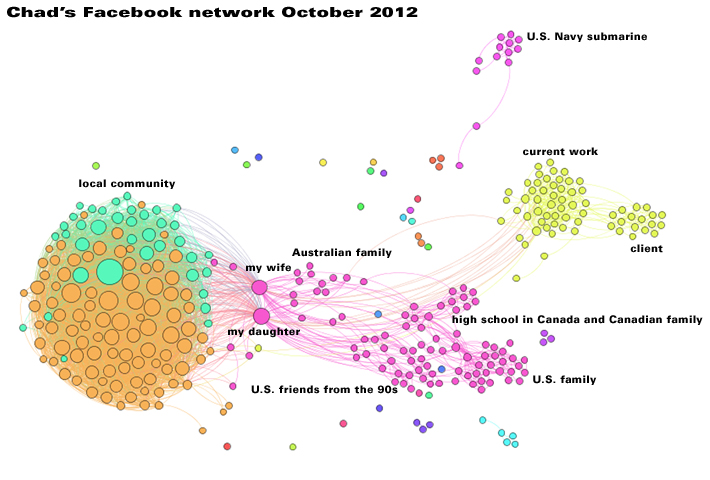 Chad's Facebook network October 2012
U.S. Navy submarine
current work
local community
client
Australian family
my wife
high school in Canada and Canadian family
my daughter
U.S. family
U.S. friends from the 90s